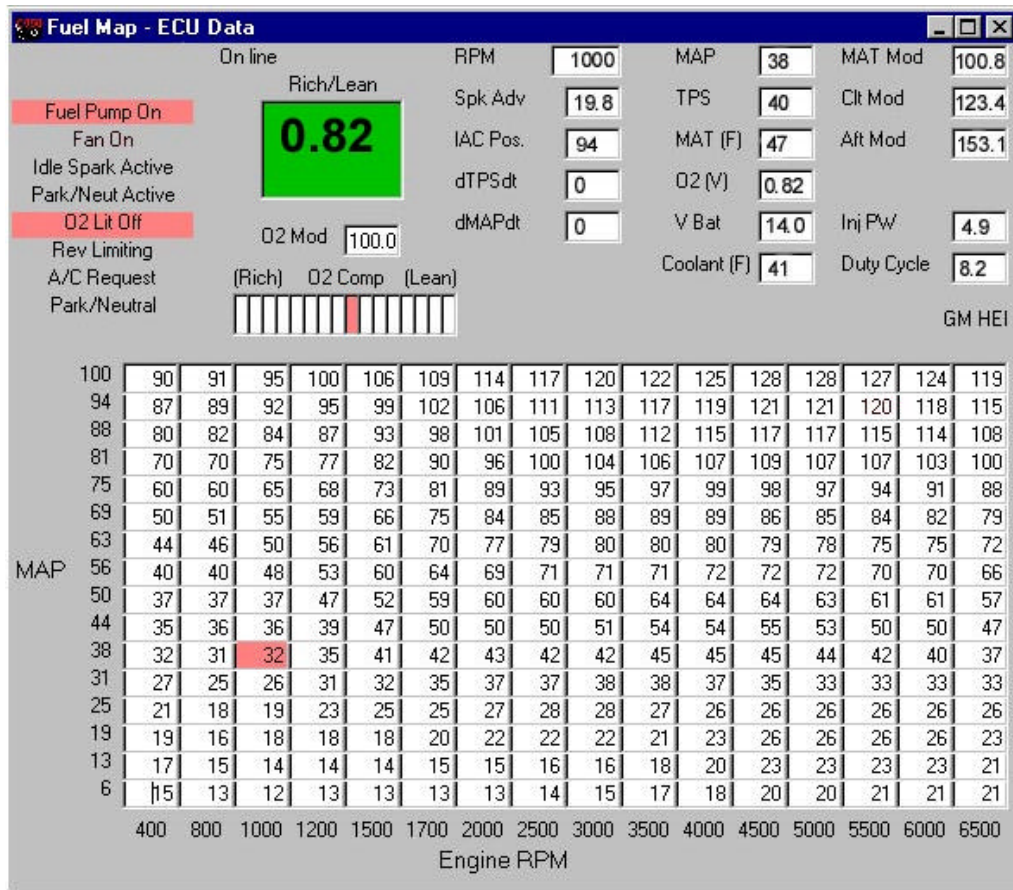 Fuel Map - ECU Data
On line RPM 1000 MAP 38 MAT Mod 100.8
Rich/Lean
Fuel Pump On 0.82 Spk Adv 19.8 TPS 40 Clt Mod 123.4
Fan On IAC Pos. 94 MAT (F) 47 Aft Mod 153.1
Idle Spark Active
Park/Neut Active dTPSdt 0 O2 (V) 0.82
O2 Lit Off O2 Mod 100.0 dMAPdt 0 V Bat 14.0 Inj PW 4.9
Rev Limiting
A/C Request (Rich) O2 Comp (Lean) Coolant (F) 41 Duty Cycle 8.2
Park/Neutral
GM HEI
100 90 91 95 100 106 109 114 117 120 122 125 128 128 127 124 119
94 87 89 92 95 99 102 106 111 113 117 119 121 121 120 118 115
88 80 82 84 87 93 98 101 105 108 112 115 117 117 115 114 108
81 70 70 75 77 82 90 96 100 104 106 107 109 107 107 103 100
75 60 60 65 68 73 81 89 93 95 97 99 98 97 94 91 88
69 50 51 55 59 66 75 84 85 88 89 89 86 85 84 82 79
63 44 46 50 56 61 70 77 79 80 80 80 79 78 75 75 72
MAP 56 40 40 48 53 60 64 69 71 71 71 72 72 72 70 70 66
50 37 37 37 47 52 59 60 60 60 64 64 64 63 61 61 57
44 35 36 36 39 47 50 50 50 51 54 54 55 53 50 50 47
38 32 31 32 35 41 42 43 42 42 45 45 45 44 42 40 37
31 27 25 26 31 32 35 37 37 38 38 37 35 33 33 33 33
25 21 18 19 23 25 25 27 28 28 27 26 26 26 26 26 26
19 19 16 18 18 18 20 22 22 22 21 23 26 26 26 26 23
13 17 15 14 14 14 15 15 16 16 18 20 23 23 23 23 21
6 15 13 12 13 13 13 13 14 15 17 18 20 20 21 21 21
400 800 1000 1200 1500 1700 2000 2500 3000 3500 4000 4500 5000 5500 6000 6500
Engine RPM